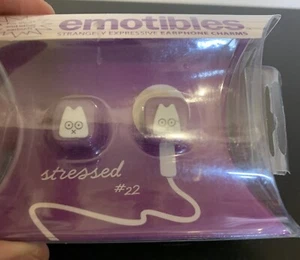 emotibles
STRANGELY EXPRESSIVE EARPHONE CHARMS
stressed
#22